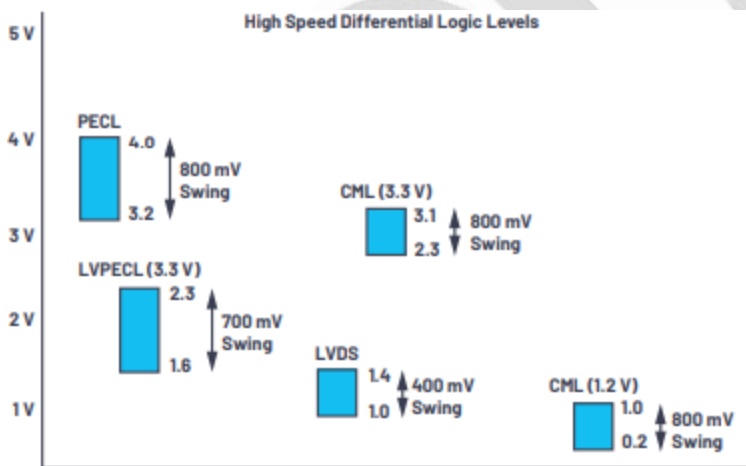 High Speed Differential Logic Levels
5 V
4 V
3 V
2 V
1 V
PECL
4.0
3.2
800 mV
Swing
CML (3.3 V)
3.1
2.3
800 mV
Swing
LVPECL (3.3 V)
2.3
1.6
700 mV
Swing
LVDS
1.4
1.0
400 mV
Swing
CML (1.2 V)
1.0
0.2
800 mV
Swing